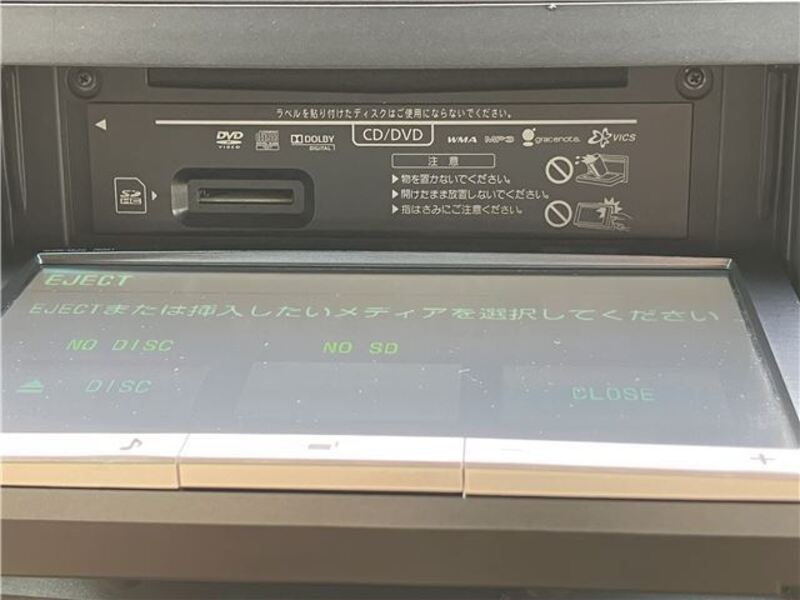 ラベルを貼り付けたディスクはご使用にならないでください。
DVD VIDEO
DOLBY DIGITAL
CD/DVD
WMA
MP3
gracenote.
VICS
注意
SD HC
▶物を置かないでください。
▶開けたまま放置しないでください。
▶指はさみにご注意ください。
EJECT
EJECTまたは挿入したいメディアを選択してください
NO DISC
NO SD
DISC
CLOSE